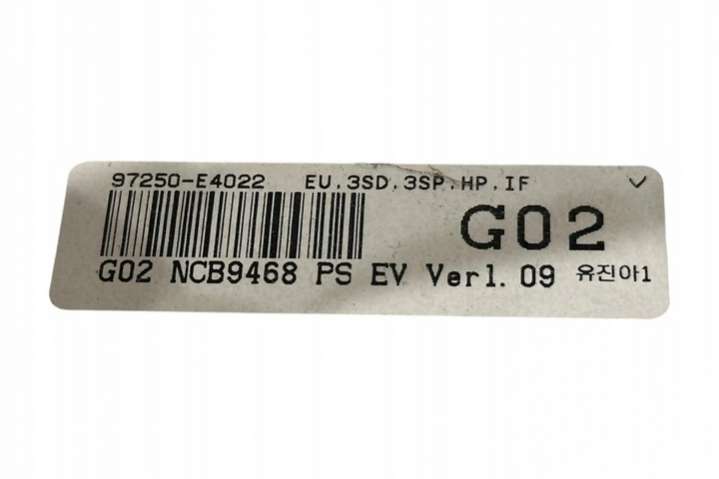 97250-E4022 EU.3SD.3SP.HP.IF
G02
G02 NCB9468 PS EV Ver1.09 유진아1